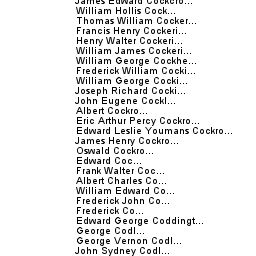 James Edward Cockcro...
William Hollis Cock...
Thomas William Cocker...
Francis Henry Cockeri...
Henry Walter Cockeri...
William James Cockeri...
William George Cockhe...
Frederick William Cocki...
William George Cocki...
Joseph Richard Cocki...
John Eugene Cockl...
Albert Cockro...
Eric Arthur Percy Cockro...
Edward Leslie Youmans Cockro...
James Henry Cockro...
Oswald Cockro...
Edward Coc...
Frank Walter Coc...
Albert Charles Co...
William Edward Co...
Frederick John Co...
Frederick Co...
Edward George Coddingt...
George Codl...
George Vernon Codl...
John Sydney Codl...